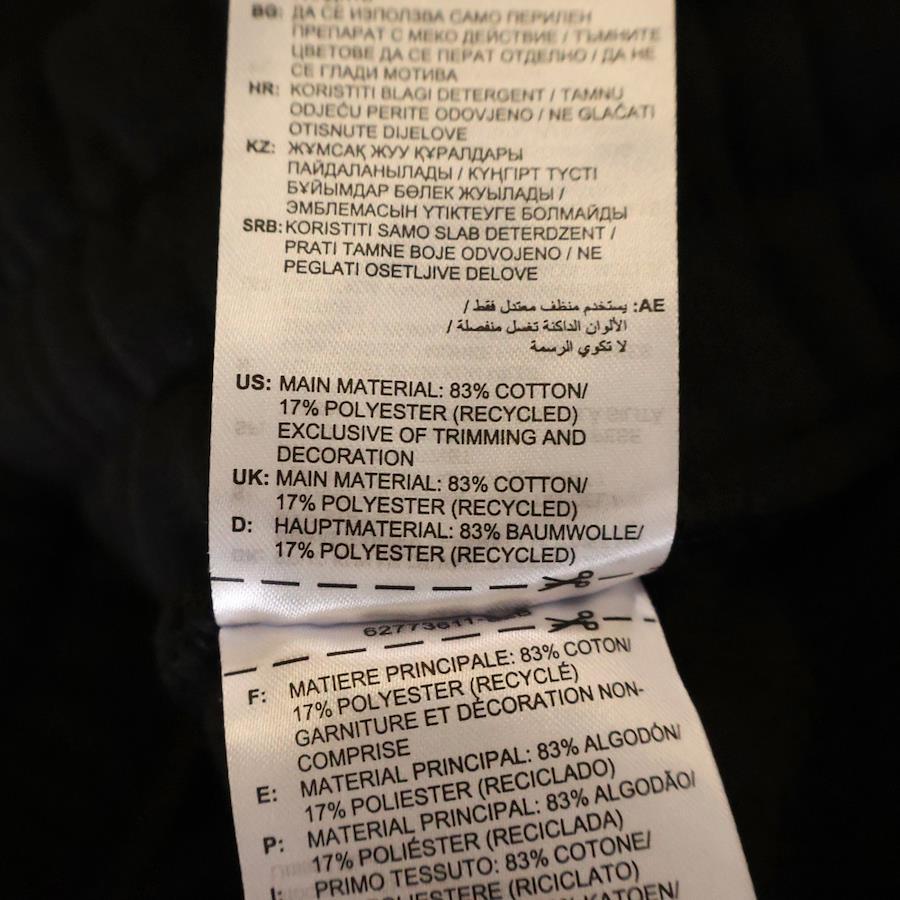 BG: ДА СЕ ИЗПОЛЗВА САМО ПЕРИЛЕН
ПРЕПАРАТ С МЕКО ДЕЙСТВИЕ / ТЪМНИТЕ
ЦВЕТОВЕ ДА СЕ ПЕРАТ ОТДЕЛНО / ДА НЕ
СЕ ГЛАДИ МОТИВА
HR: KORISTITI BLAGI DETERGENT / TAMNU
ODJEĆU PERITE ODOVJENO / NE GLAČATI
OTISNUTE DIJELOVE
KZ: ЖҰМСАҚ ЖУУ ҚҰРАЛДАРЫ
ПАЙДАЛАНЫЛАДЫ / КҮҢГІРТ ТҮСТІ
БҰЙЫМДАР БӨЛЕК ЖУЫЛАДЫ /
ЭМБЛЕМАСЫН ҮТІКТЕУГЕ БОЛМАЙДЫ
SRB: KORISTITI SAMO SLAB DETERDZENT /
PRATI TAMNE BOJE ODVOJENO / NE
PEGLATI OSETLJIVE DELOVE
AE: يستخدم منظف معتدل فقط /
الألوان الداكنة تغسل منفصلة /
لا تكوي الرسمة
US: MAIN MATERIAL: 83% COTTON/
17% POLYESTER (RECYCLED)
EXCLUSIVE OF TRIMMING AND
DECORATION
UK: MAIN MATERIAL: 83% COTTON/
17% POLYESTER (RECYCLED)
D: HAUPTMATERIAL: 83% BAUMWOLLE/
17% POLYESTER (RECYCLED)
62773611
F: MATIERE PRINCIPALE: 83% COTON/
17% POLYESTER (RECYCLÉ)
GARNITURE ET DÉCORATION NON-
COMPRISE
E: MATERIAL PRINCIPAL: 83% ALGODÓN/
17% POLIESTER (RECICLADO)
P: MATERIAL PRINCIPAL: 83% ALGODÃO/
17% POLIÉSTER (RECICLADA)
I: PRIMO TESSUTO: 83% COTONE/
POLIESTERE (RICICLATO)
KATOEN/